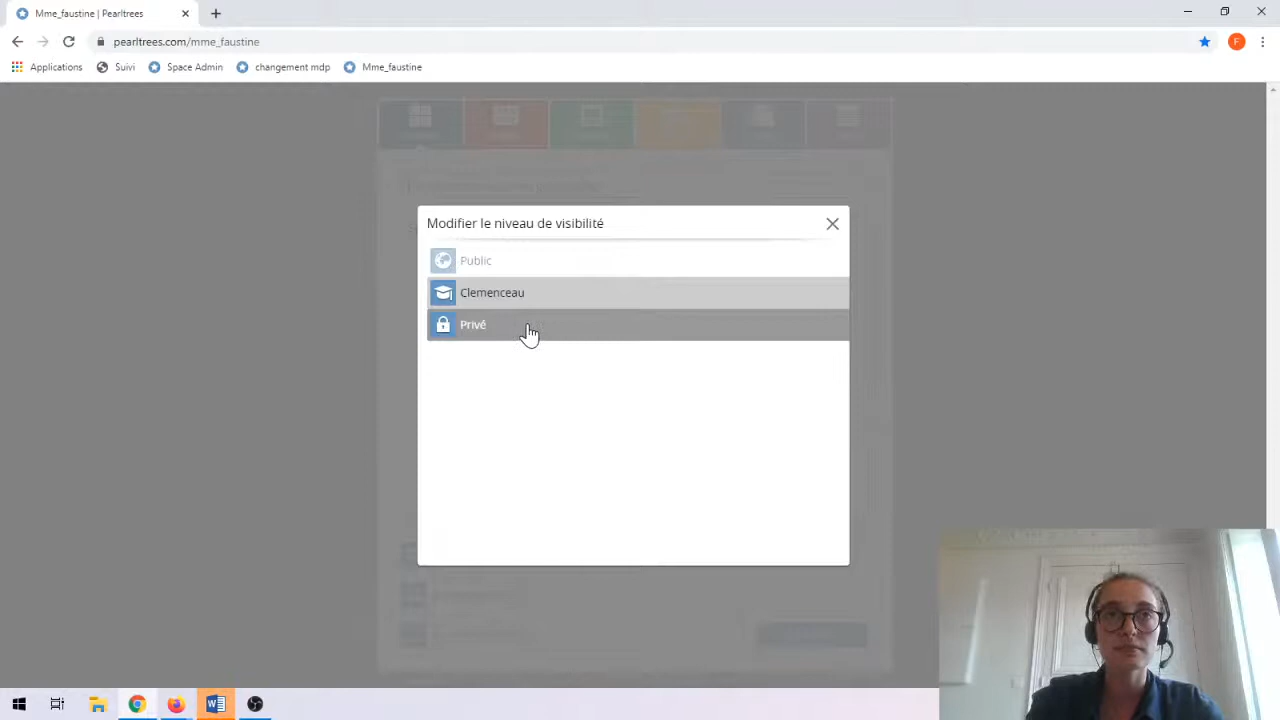 Mme_faustine | Pearltrees
pearltrees.com/mme_faustine
F
Applications
Suivi
Space Admin
changement mdp
Mme_faustine
Modifier le niveau de visibilité
Public
Clemenceau
Privé